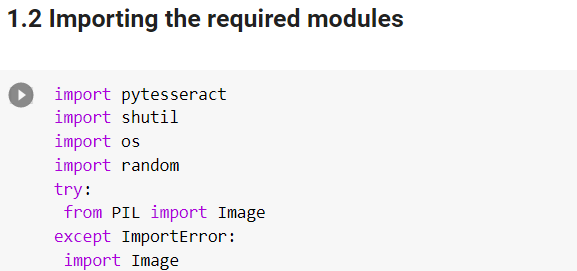 1.2 Importing the required modules
import pytesseract
import shutil
import os
import random
try:
 from PIL import Image
except ImportError:
 import Image